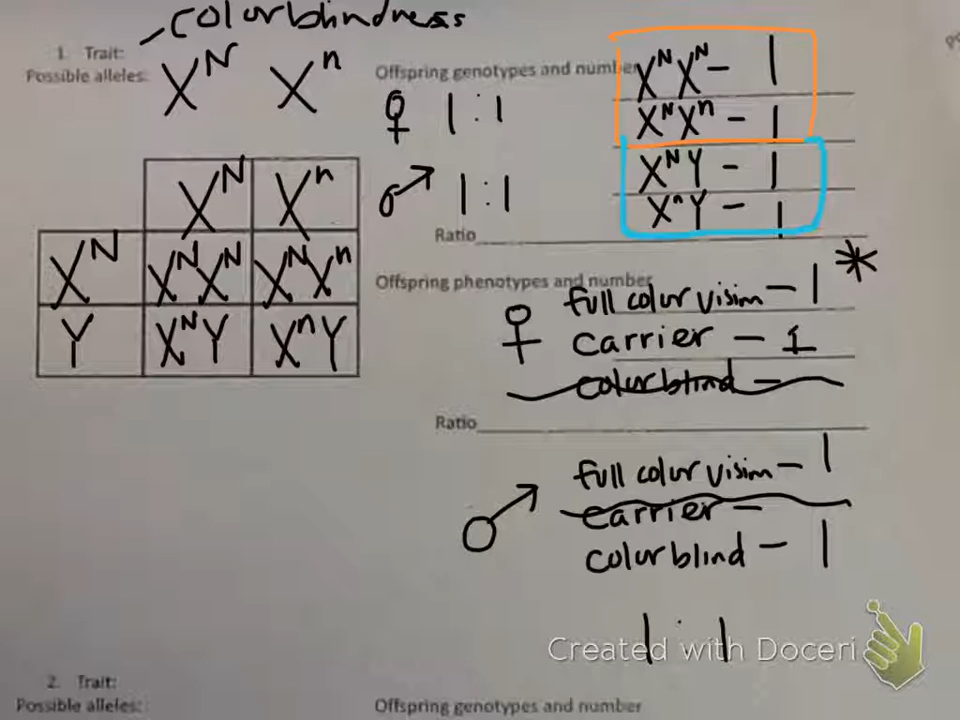 colorblindness
1. Trait:
Possible alleles: X^N X^n
Offspring genotypes and number
♀ 1:1
♂ 1:1
X^N X^N – 1
X^N X^n – 1
X^N Y – 1
X^n Y – 1
Ratio
X^N X^n
X^N X^N X^N X^N X^n
Y X^N Y X^n Y
Offspring phenotypes and number
♀ full color vision – 1 *
carrier – 1
colorblind –
Ratio
♂ full color vision – 1
carrier –
colorblind – 1
1 : 1
Created with Doceri
2. Trait:
Possible alleles:
Offspring genotypes and number